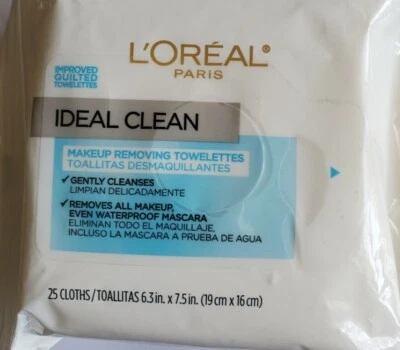 L'ORÉAL®
PARIS
IMPROVED
QUILTED
TOWELETTES
IDEAL CLEAN
MAKEUP REMOVING TOWELETTES
TOALLITAS DESMAQUILLANTES
✓GENTLY CLEANSES
LIMPIAN DELICADAMENTE
✓REMOVES ALL MAKEUP,
EVEN WATERPROOF MASCARA
ELIMINAN TODO EL MAQUILLAJE,
INCLUSO LA MASCARA A PRUEBA DE AGUA
25 CLOTHS/TOALLITAS 6.3 in. x 7.5 in. (19 cm x 16 cm)